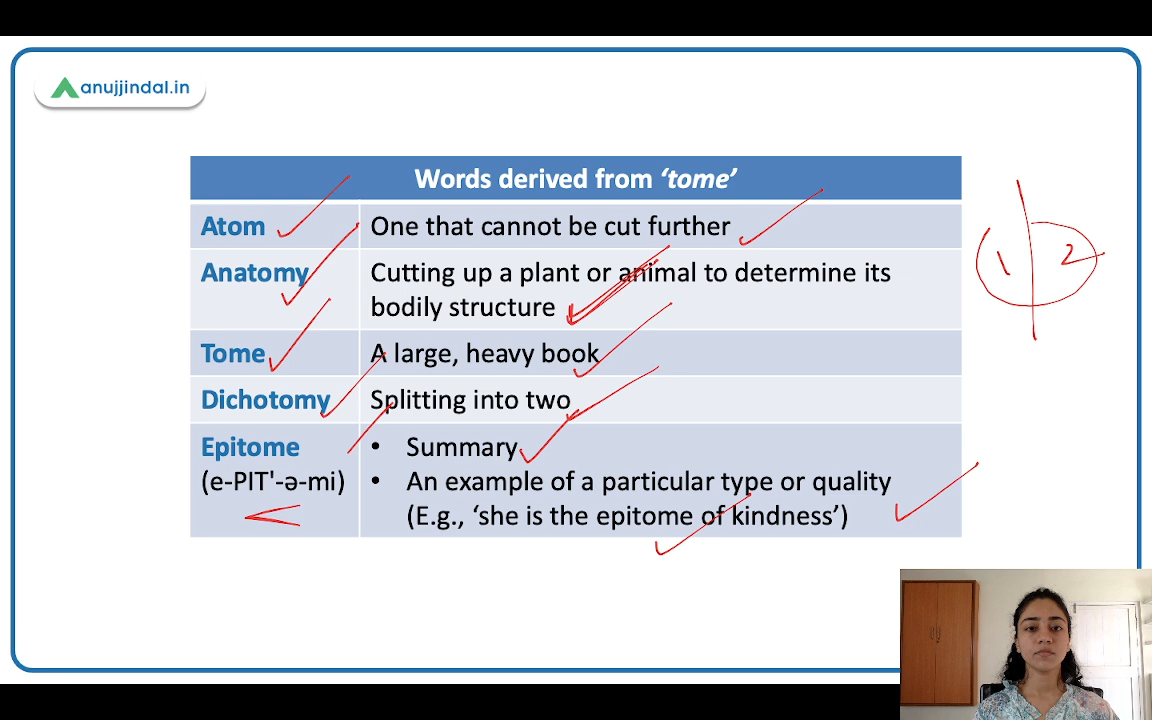 anujjindal.in
Words derived from 'tome'
Atom
One that cannot be cut further
Anatomy
Cutting up a plant or animal to determine its
bodily structure
Tome
A large, heavy book
Dichotomy
Splitting into two
Epitome
(e-PIT'-ə-mi)
• Summary
• An example of a particular type or quality
(E.g., 'she is the epitome of kindness')
1 2